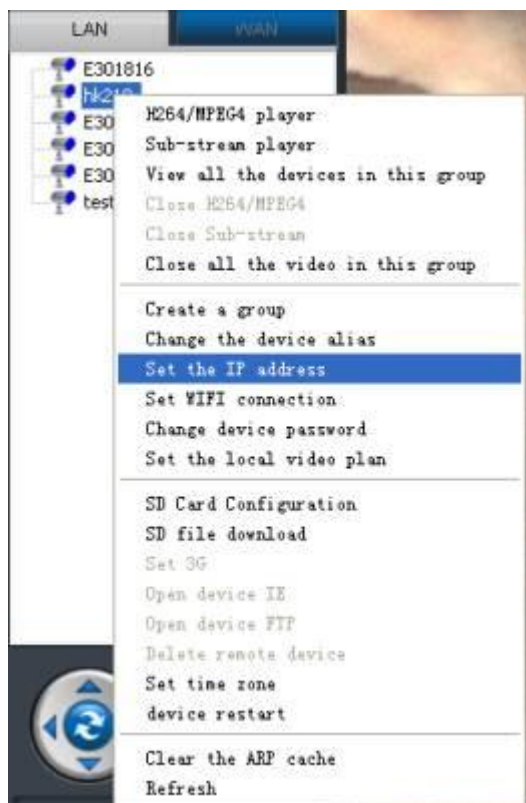 LAN
WAN
E301816
hk218
E30
E30
E30
test
H264/MPEG4 player
Sub-stream player
View all the devices in this group
Close H264/MPEG4
Close Sub-stream
Close all the video in this group
Create a group
Change the device alias
Set the IP address
Set WIFI connection
Change device password
Set the local video plan
SD Card Configuration
SD file download
Set 3G
Open device IE
Open device FTP
Delete remote device
Set time zone
device restart
Clear the ARP cache
Refresh